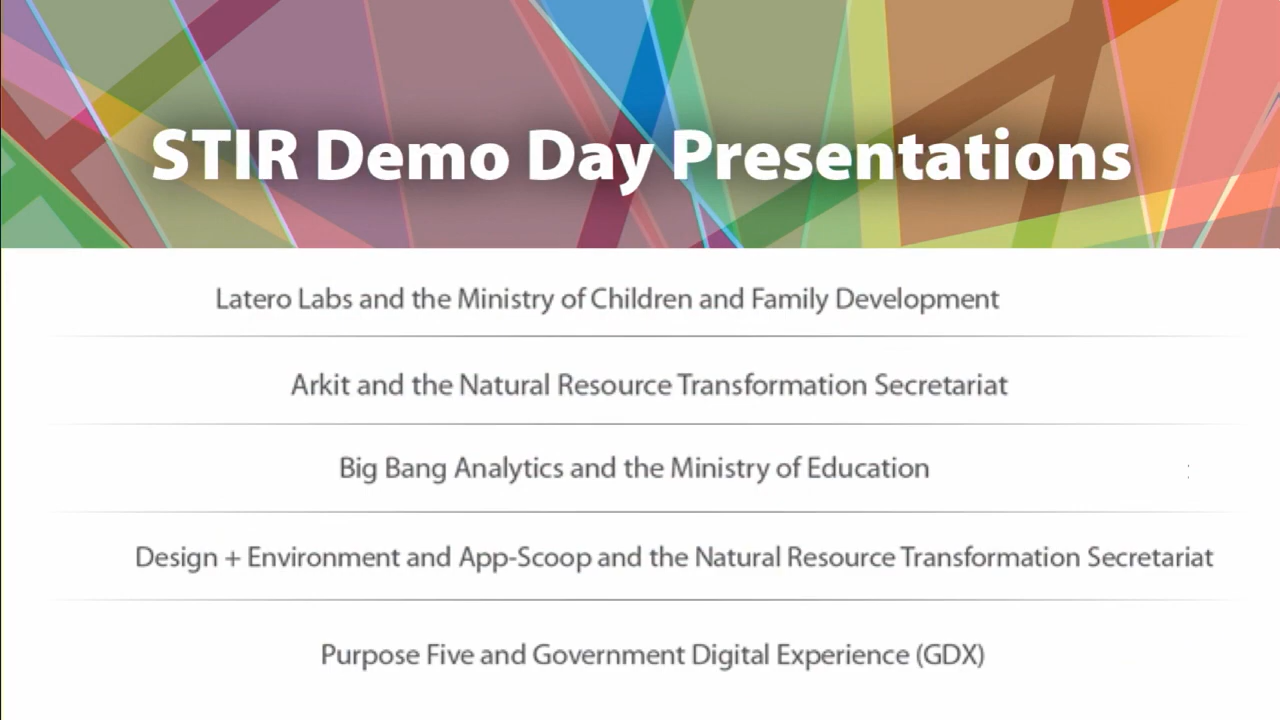 STIR Demo Day Presentations
Latero Labs and the Ministry of Children and Family Development
Arkit and the Natural Resource Transformation Secretariat
Big Bang Analytics and the Ministry of Education
Design + Environment and App-Scoop and the Natural Resource Transformation Secretariat
Purpose Five and Government Digital Experience (GDX)